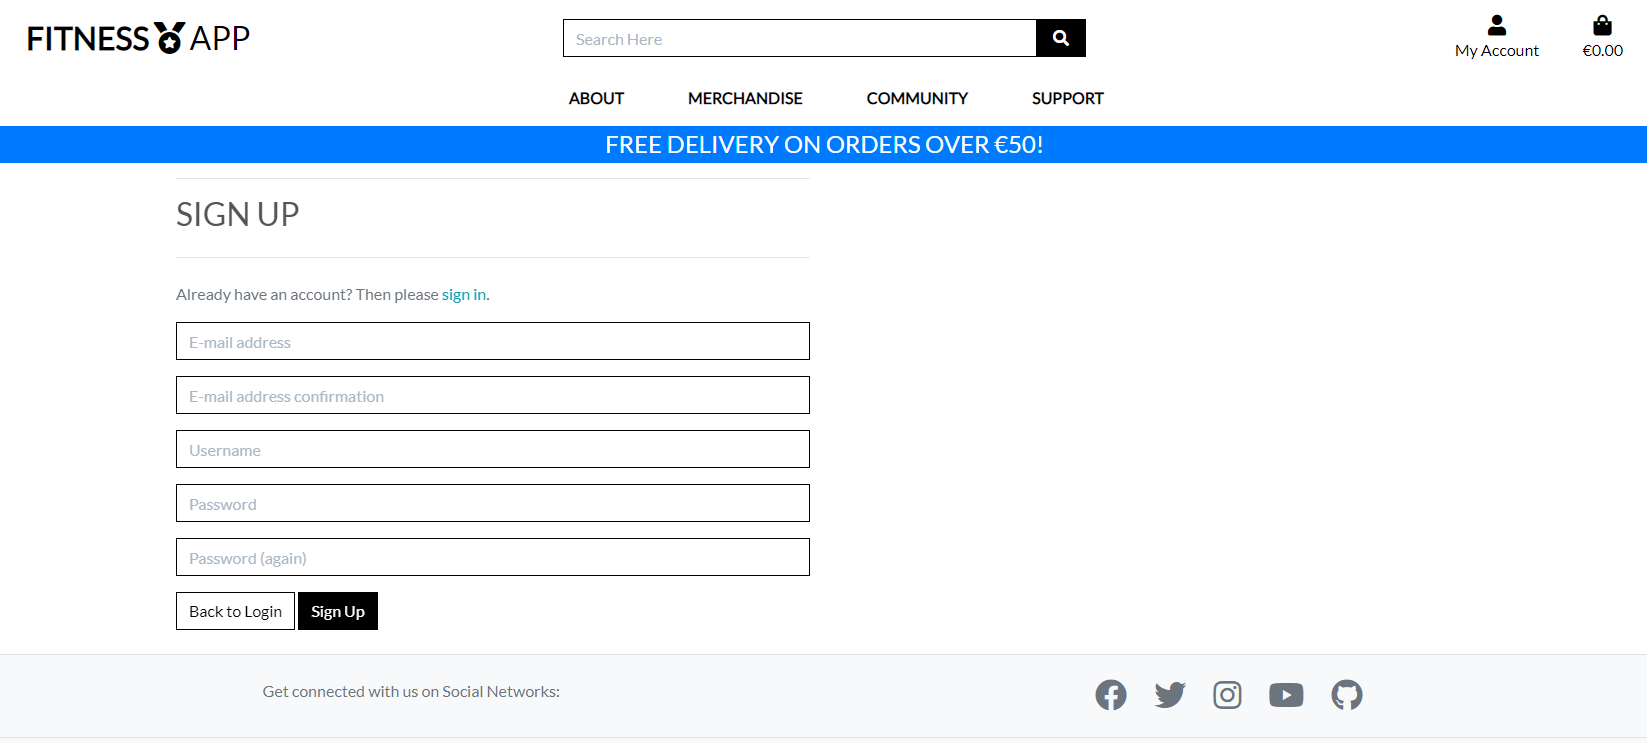 FITNESS APP
Search Here
My Account
€0.00
ABOUT MERCHANDISE COMMUNITY SUPPORT
FREE DELIVERY ON ORDERS OVER €50!
SIGN UP
Already have an account? Then please sign in.
E-mail address
E-mail address confirmation
Username
Password
Password (again)
Back to Login Sign Up
Get connected with us on Social Networks: